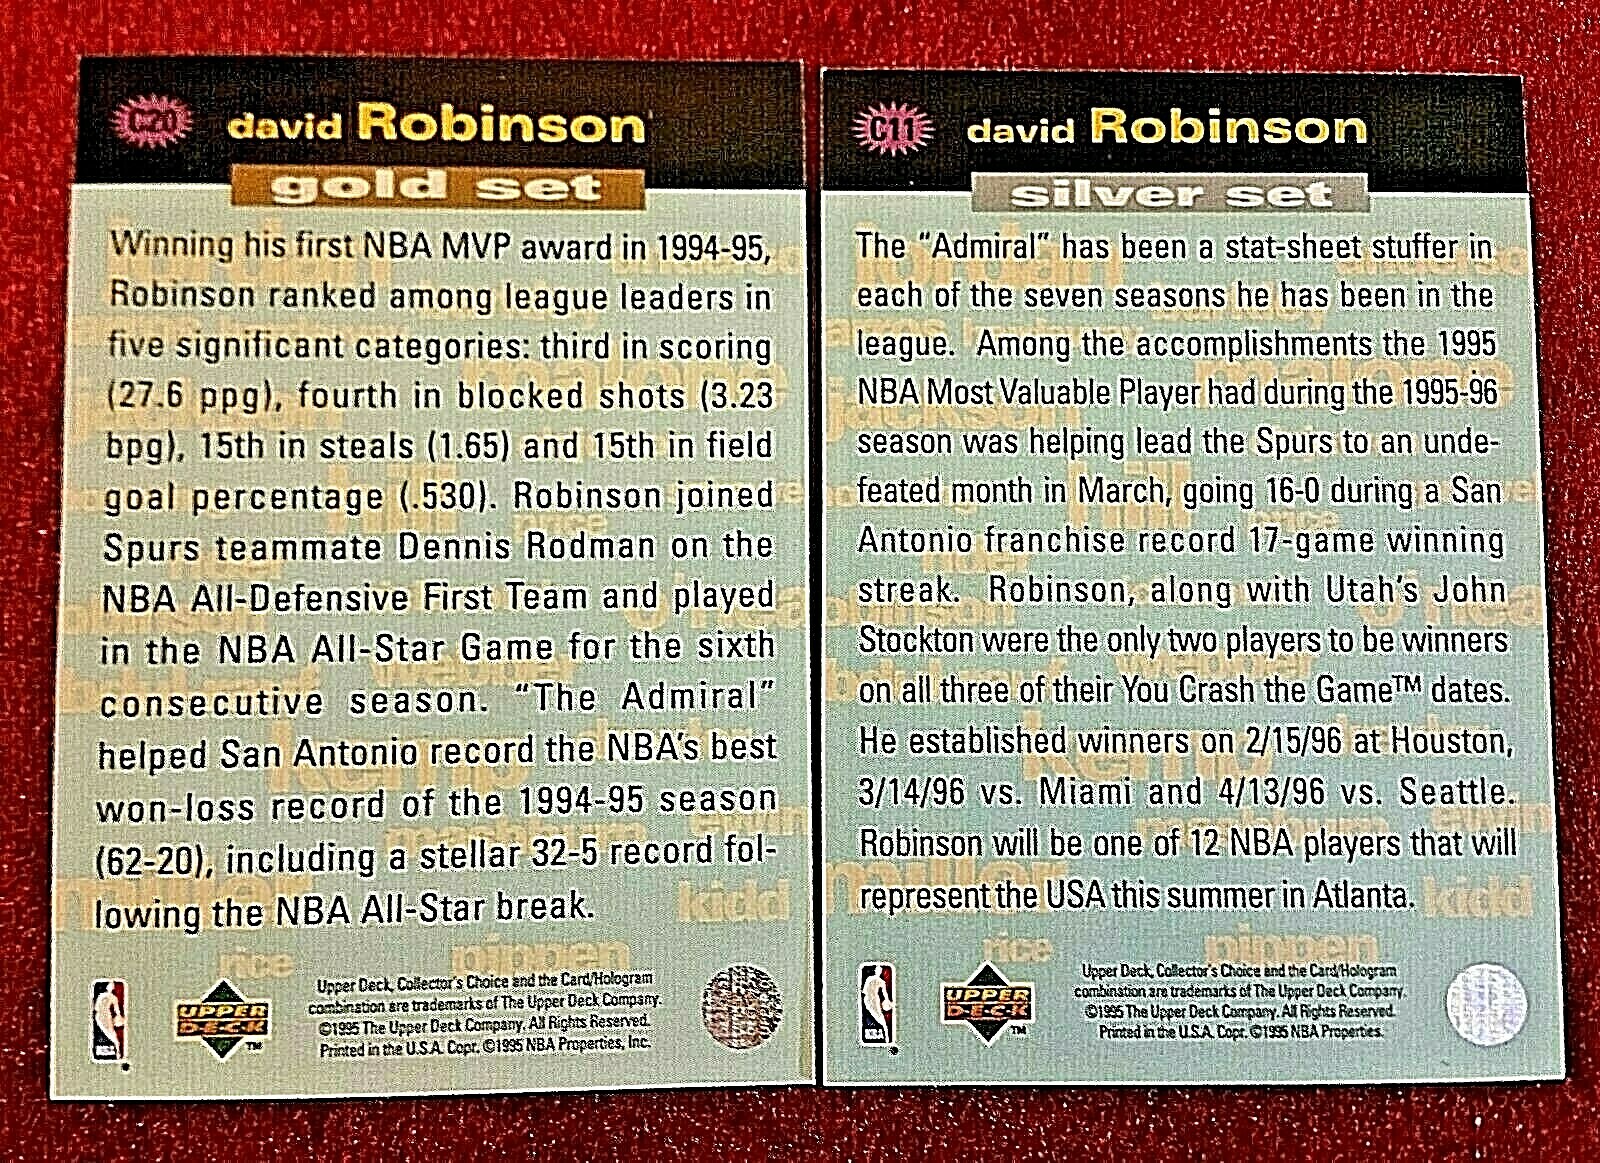 C20 david Robinson
gold set
Winning his first NBA MVP award in 1994-95,
Robinson ranked among league leaders in
five significant categories: third in scoring
(27.6 ppg), fourth in blocked shots (3.23
bpg), 15th in steals (1.65) and 15th in field
goal percentage (.530). Robinson joined
Spurs teammate Dennis Rodman on the
NBA All-Defensive First Team and played
in the NBA All-Star Game for the sixth
consecutive season. "The Admiral"
helped San Antonio record the NBA's best
won-loss record of the 1994-95 season
(62-20), including a stellar 32-5 record fol-
lowing the NBA All-Star break.
kidd
rice
pippen
UPPER
DECK
TM
Upper Deck, Collector's Choice and the Card/Hologram
combination are trademarks of The Upper Deck Company.
©1995 The Upper Deck Company. All Rights Reserved.
Printed in the U.S.A. Copr. ©1995 NBA Properties, Inc.
C11 david Robinson
silver set
The "Admiral" has been a stat-sheet stuffer in
each of the seven seasons he has been in the
league. Among the accomplishments the 1995
NBA Most Valuable Player had during the 1995-96
season was helping lead the Spurs to an unde-
feated month in March, going 16-0 during a San
Antonio franchise record 17-game winning
streak. Robinson, along with Utah's John
Stockton were the only two players to be winners
on all three of their You Crash the Game™ dates.
He established winners on 2/15/96 at Houston,
3/14/96 vs. Miami and 4/13/96 vs. Seattle.
Robinson will be one of 12 NBA players that will
represent the USA this summer in Atlanta.
kidd
rice
pippen
UPPER
DECK
TM
Upper Deck, Collector's Choice and the Card/Hologram
combination are trademarks of The Upper Deck Company.
©1995 The Upper Deck Company. All Rights Reserved.
Printed in the U.S.A. Copr. ©1995 NBA Properties.